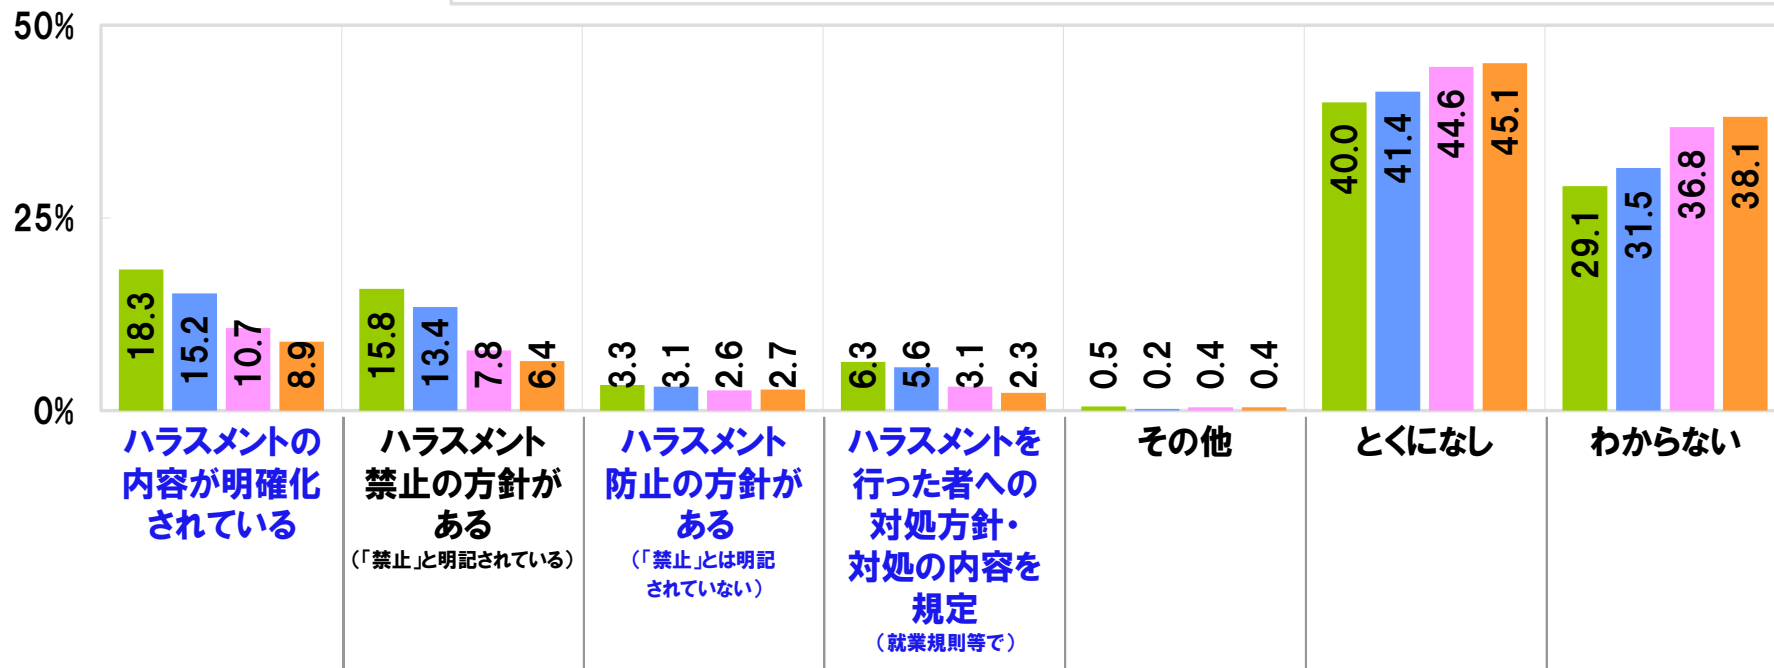 50%
25%
0%
18.3
15.2
10.7
8.9
15.8
13.4
7.8
6.4
3.3
3.1
2.6
2.7
6.3
5.6
3.1
2.3
0.5
0.2
0.4
0.4
40.0
41.4
44.6
45.1
29.1
31.5
36.8
38.1
ハラスメントの
内容が明確化
されている
ハラスメント
禁止の方針が
ある
(「禁止」と明記されている)
ハラスメント
防止の方針が
ある
(「禁止」とは明記
されていない)
ハラスメントを
行った者への
対処方針・
対処の内容を
規定
(就業規則等で)
その他
とくになし
わからない